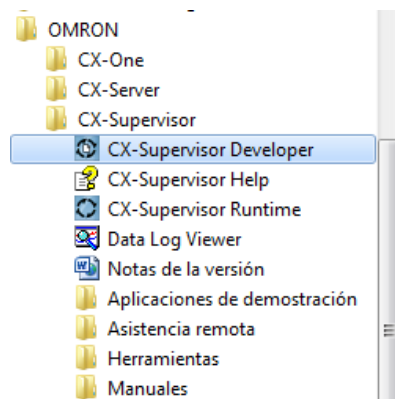 OMRON
CX-One
CX-Server
CX-Supervisor
CX-Supervisor Developer
CX-Supervisor Help
CX-Supervisor Runtime
Data Log Viewer
Notas de la versión
Aplicaciones de demostración
Asistencia remota
Herramientas
Manuales